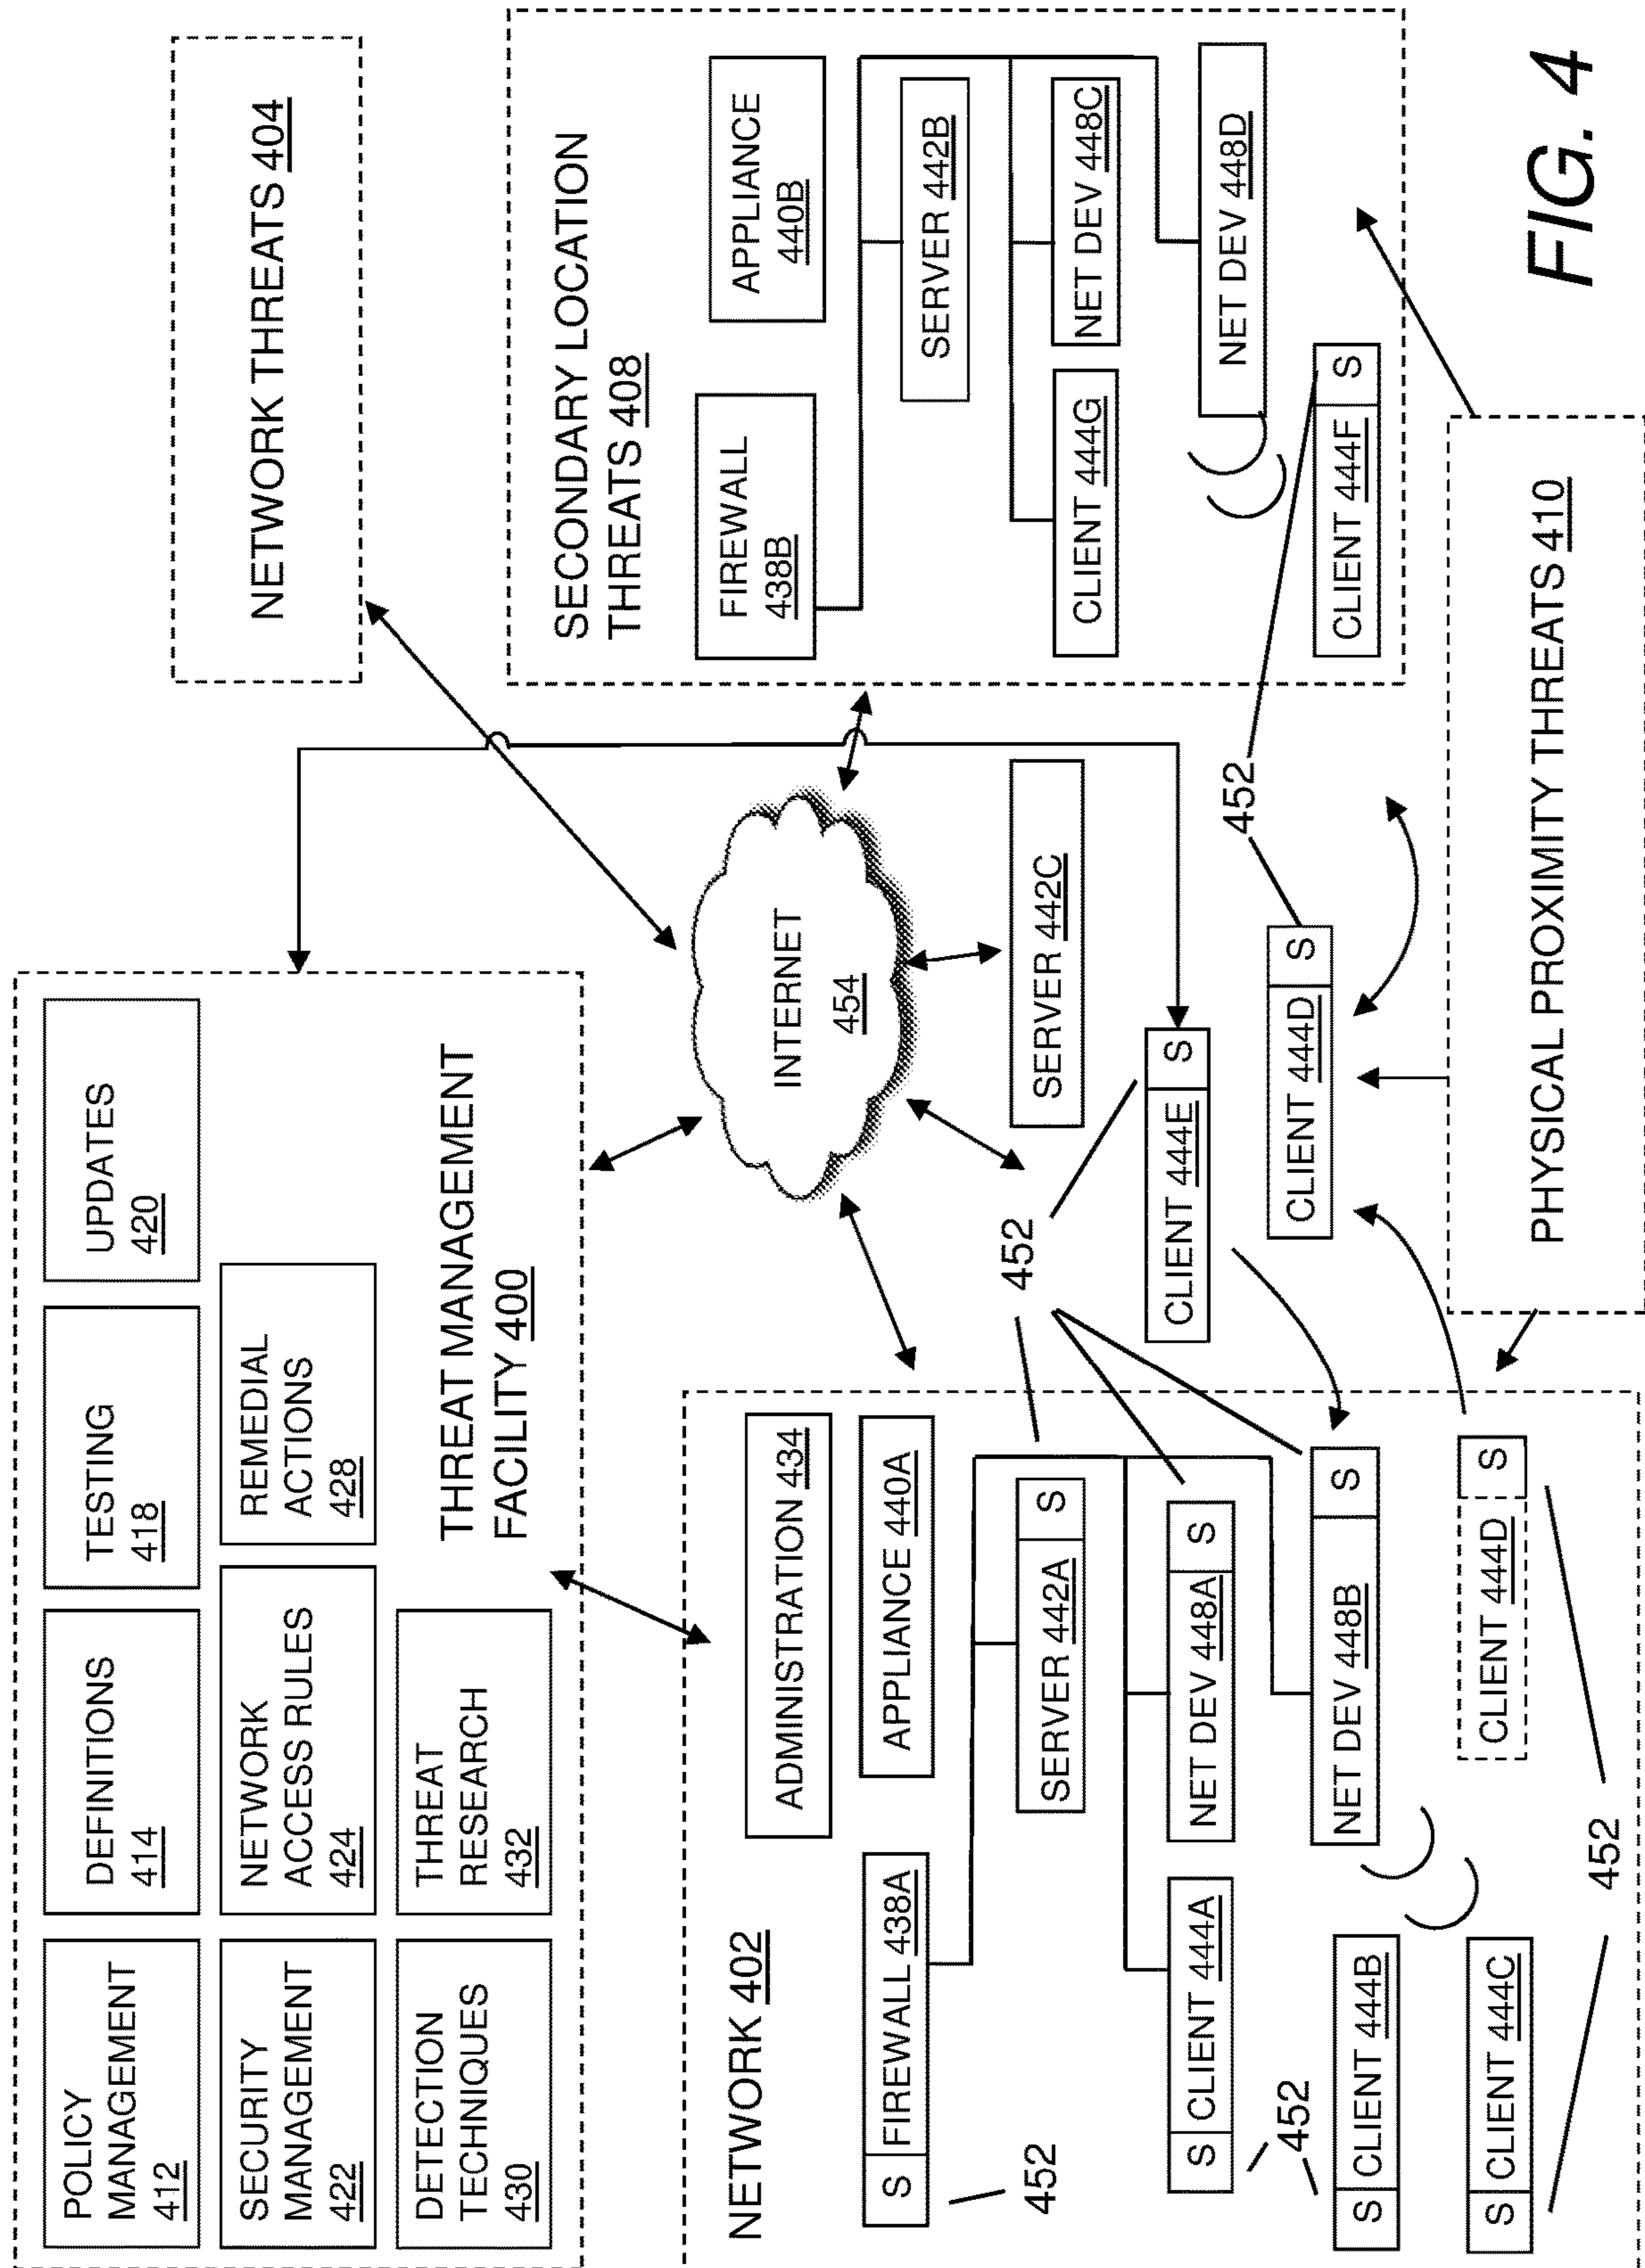 POLICY
MANAGEMENT
412
DEFINITIONS
414
TESTING
418
UPDATES
420
SECURITY
MANAGEMENT
422
NETWORK
ACCESS RULES
424
REMEDIAL
ACTIONS
428
DETECTION
TECHNIQUES
430
THREAT
RESEARCH
432
THREAT MANAGEMENT
FACILITY 400
NETWORK THREATS 404
NETWORK 402
ADMINISTRATION 434
S FIREWALL 438A
APPLIANCE 440A
452
SERVER 442A S
S CLIENT 444A
NET DEV 448A S
452
S CLIENT 444B
NET DEV 448B S
S CLIENT 444C
CLIENT 444D S
452
INTERNET
454
452
SERVER 442C
CLIENT 444E S
CLIENT 444D S
452
SECONDARY LOCATION
THREATS 408
FIREWALL
438B
APPLIANCE
440B
SERVER 442B
CLIENT 444G
NET DEV 448C
NET DEV 448D
CLIENT 444F S
PHYSICAL PROXIMITY THREATS 410
FIG. 4